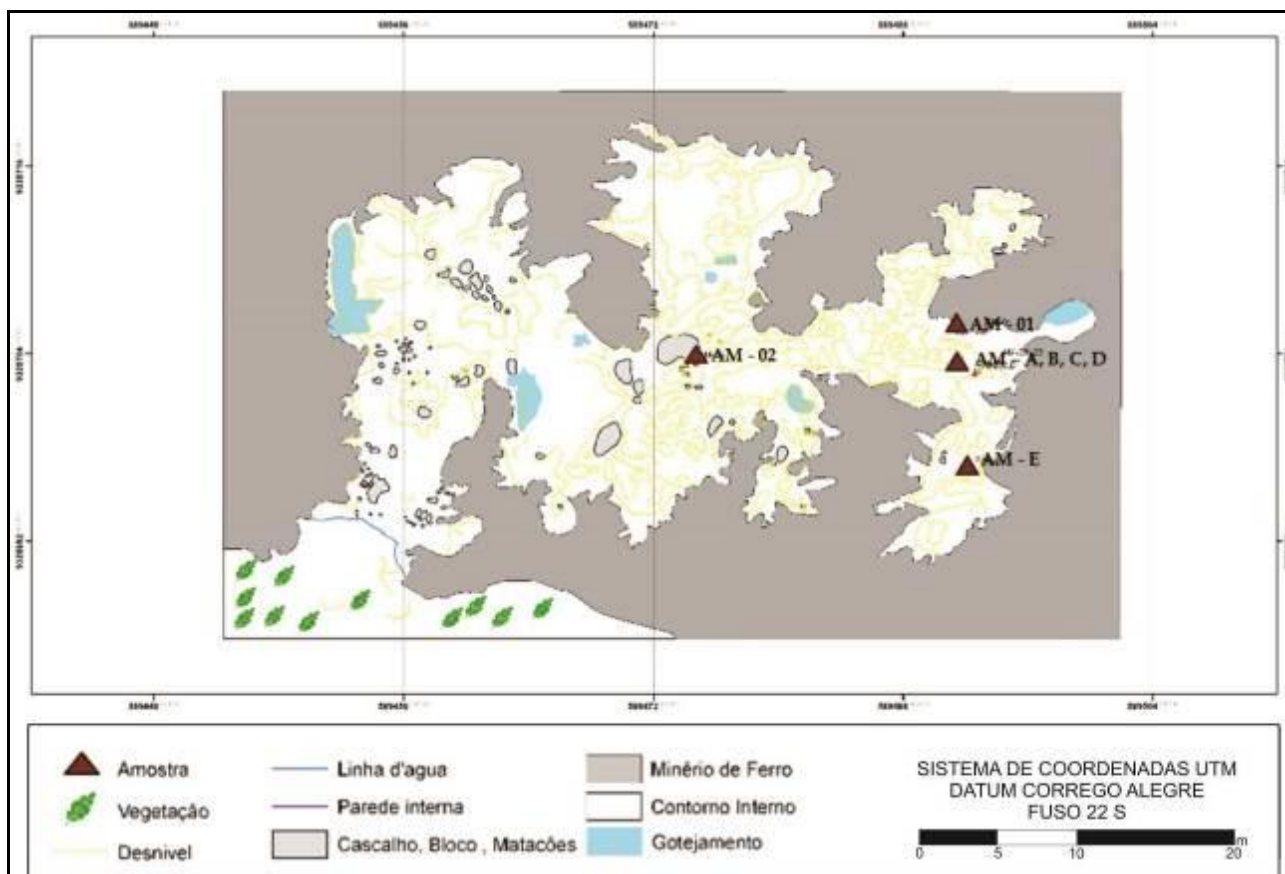 AM - 01
AM - 02
AM - A, B, C, D
AM - E
Amostra
Vegetação
Desnivel
Linha d'agua
Parede interna
Cascalho, Bloco , Matacões
Minério de Ferro
Contorno Interno
Gotejamento
SISTEMA DE COORDENADAS UTM
DATUM CORREGO ALEGRE
FUSO 22 S
m
0 5 10 20